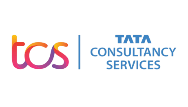 tcs
TATA
CONSULTANCY
SERVICES